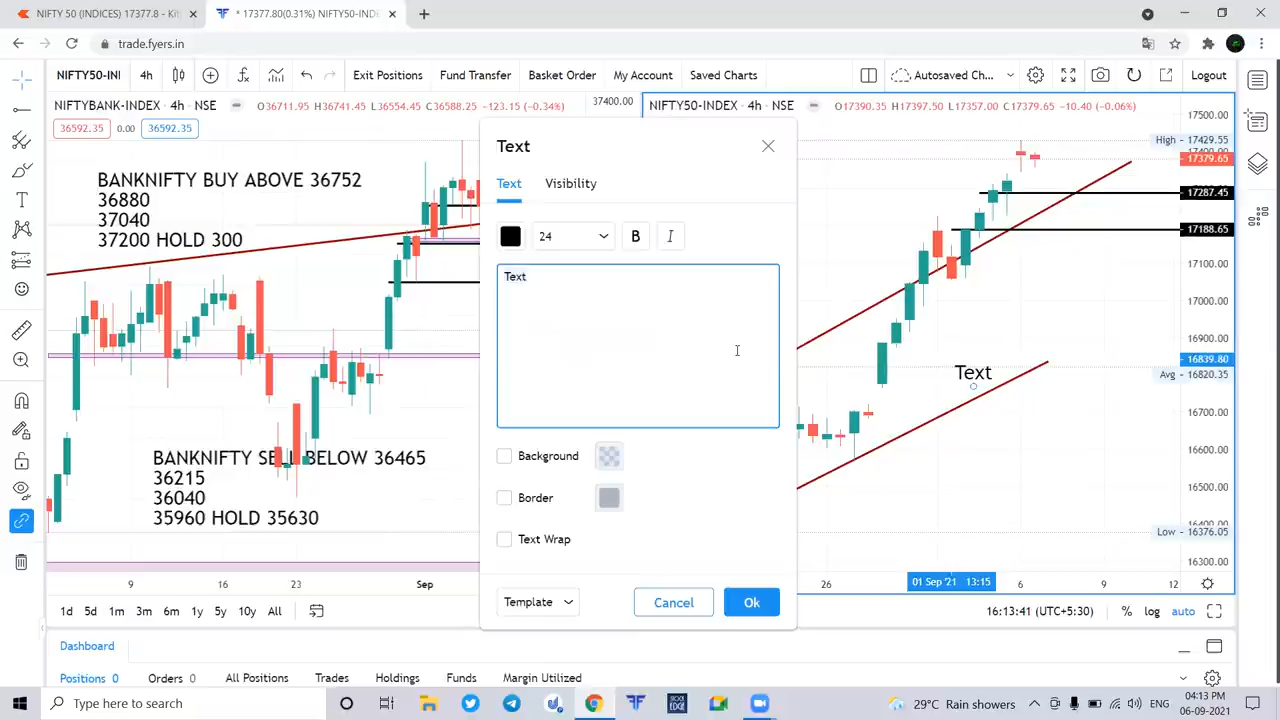 NIFTY 50 (INDICES) 17377.8 - Kit
* 17377.80(0.31%) NIFTY50-INDE
trade.fyers.in
NIFTY50-INI 4h Exit Positions Fund Transfer Basket Order My Account Saved Charts Autosaved Ch... Logout
NIFTYBANK-INDEX · 4h · NSE O36711.95 H36741.45 L36554.45 C36588.25 -123.15 (-0.34%)
36592.35 0.00 36592.35
37400.00
NIFTY50-INDEX · 4h · NSE O17390.35 H17397.50 L17357.00 C17379.65 -10.40 (-0.06%)
BANKNIFTY BUY ABOVE 36752
36880
37040
37200 HOLD 300
BANKNIFTY SELL BELOW 36465
36215
36040
35960 HOLD 35630
Text
Text Visibility
24 B I
Text
Background
Border
Text Wrap
Template Cancel Ok
Text
17500.00
High - 17429.55
17400.00
17379.65
17287.45
17188.65
17100.00
17000.00
16900.00
16839.80
Avg - 16820.35
16700.00
16600.00
16500.00
16400.00
Low - 16376.05
16300.00
9 16 23 Sep
26 01 Sep '21 13:15 6 9 12
1d 5d 1m 3m 6m 1y 5y 10y All
16:13:41 (UTC+5:30) % log auto
Dashboard
Positions 0 Orders 0 All Positions Trades Holdings Funds Margin Utilized
Type here to search
29°C Rain showers
ENG
04:13 PM
06-09-2021